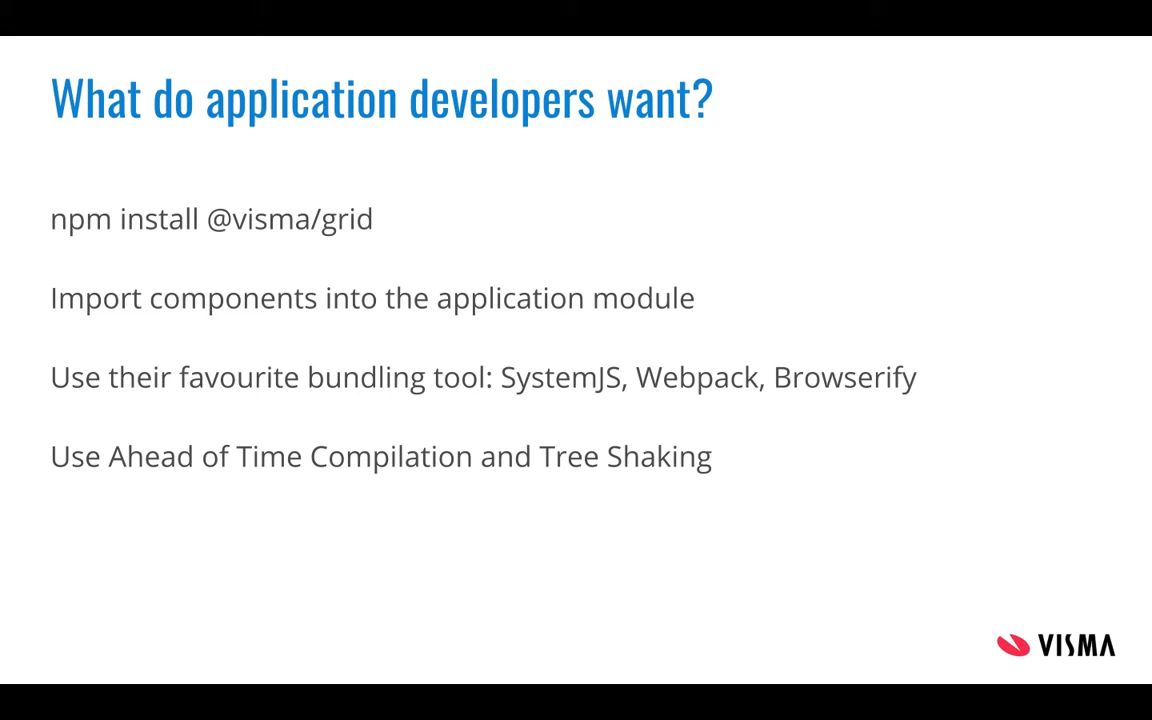 What do application developers want?
npm install @visma/grid
Import components into the application module
Use their favourite bundling tool: SystemJS, Webpack, Browserify
Use Ahead of Time Compilation and Tree Shaking
VISMA